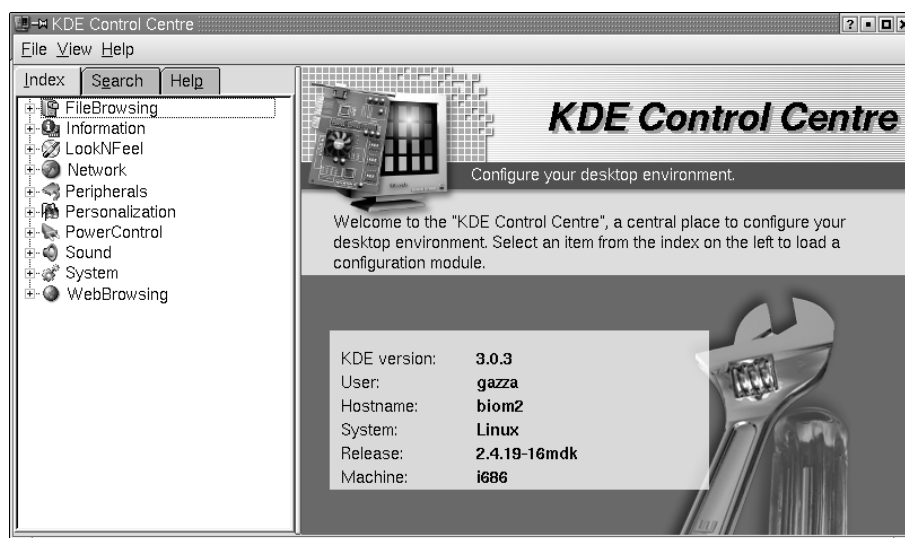 KDE Control Centre
File View Help
Index Search Help
FileBrowsing
Information
LookNFeel
Network
Peripherals
Personalization
PowerControl
Sound
System
WebBrowsing
KDE Control Centre
Configure your desktop environment.
Welcome to the "KDE Control Centre", a central place to configure your
desktop environment. Select an item from the index on the left to load a
configuration module.
KDE version: 3.0.3
User: gazza
Hostname: biom2
System: Linux
Release: 2.4.19-16mdk
Machine: i686